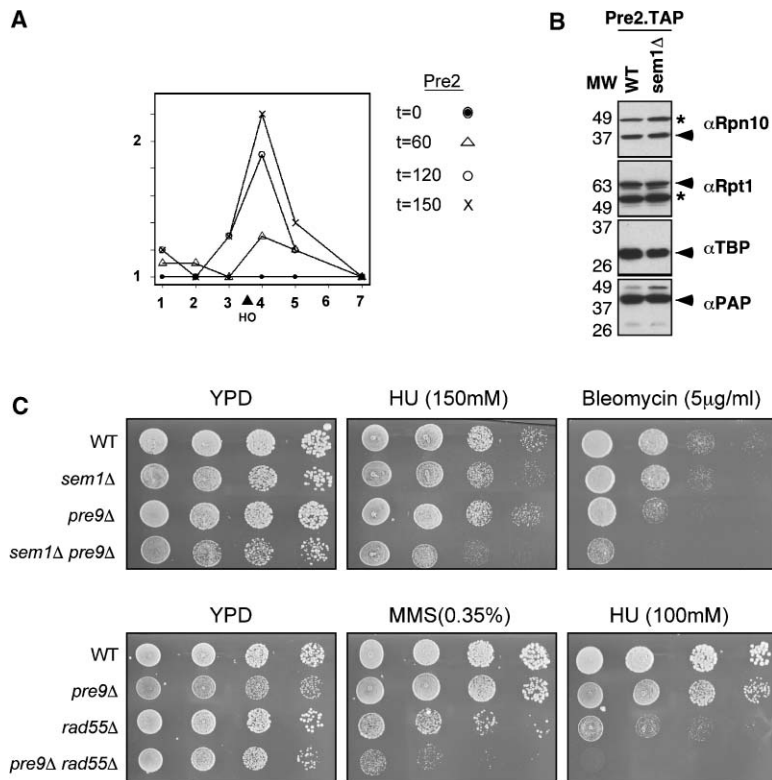 A
2
1
1 2 3 4 5 6 7
HO
Pre2
t=0
t=60
t=120
t=150
B
Pre2.TAP
MW WT sem1Δ
49 *
37 αRpn10
63 αRpt1
49 *
37
26 αTBP
49
37 αPAP
26
C
YPD HU (150mM) Bleomycin (5µg/ml)
WT
sem1Δ
pre9Δ
sem1Δ pre9Δ
YPD MMS(0.35%) HU (100mM)
WT
pre9Δ
rad55Δ
pre9Δ rad55Δ